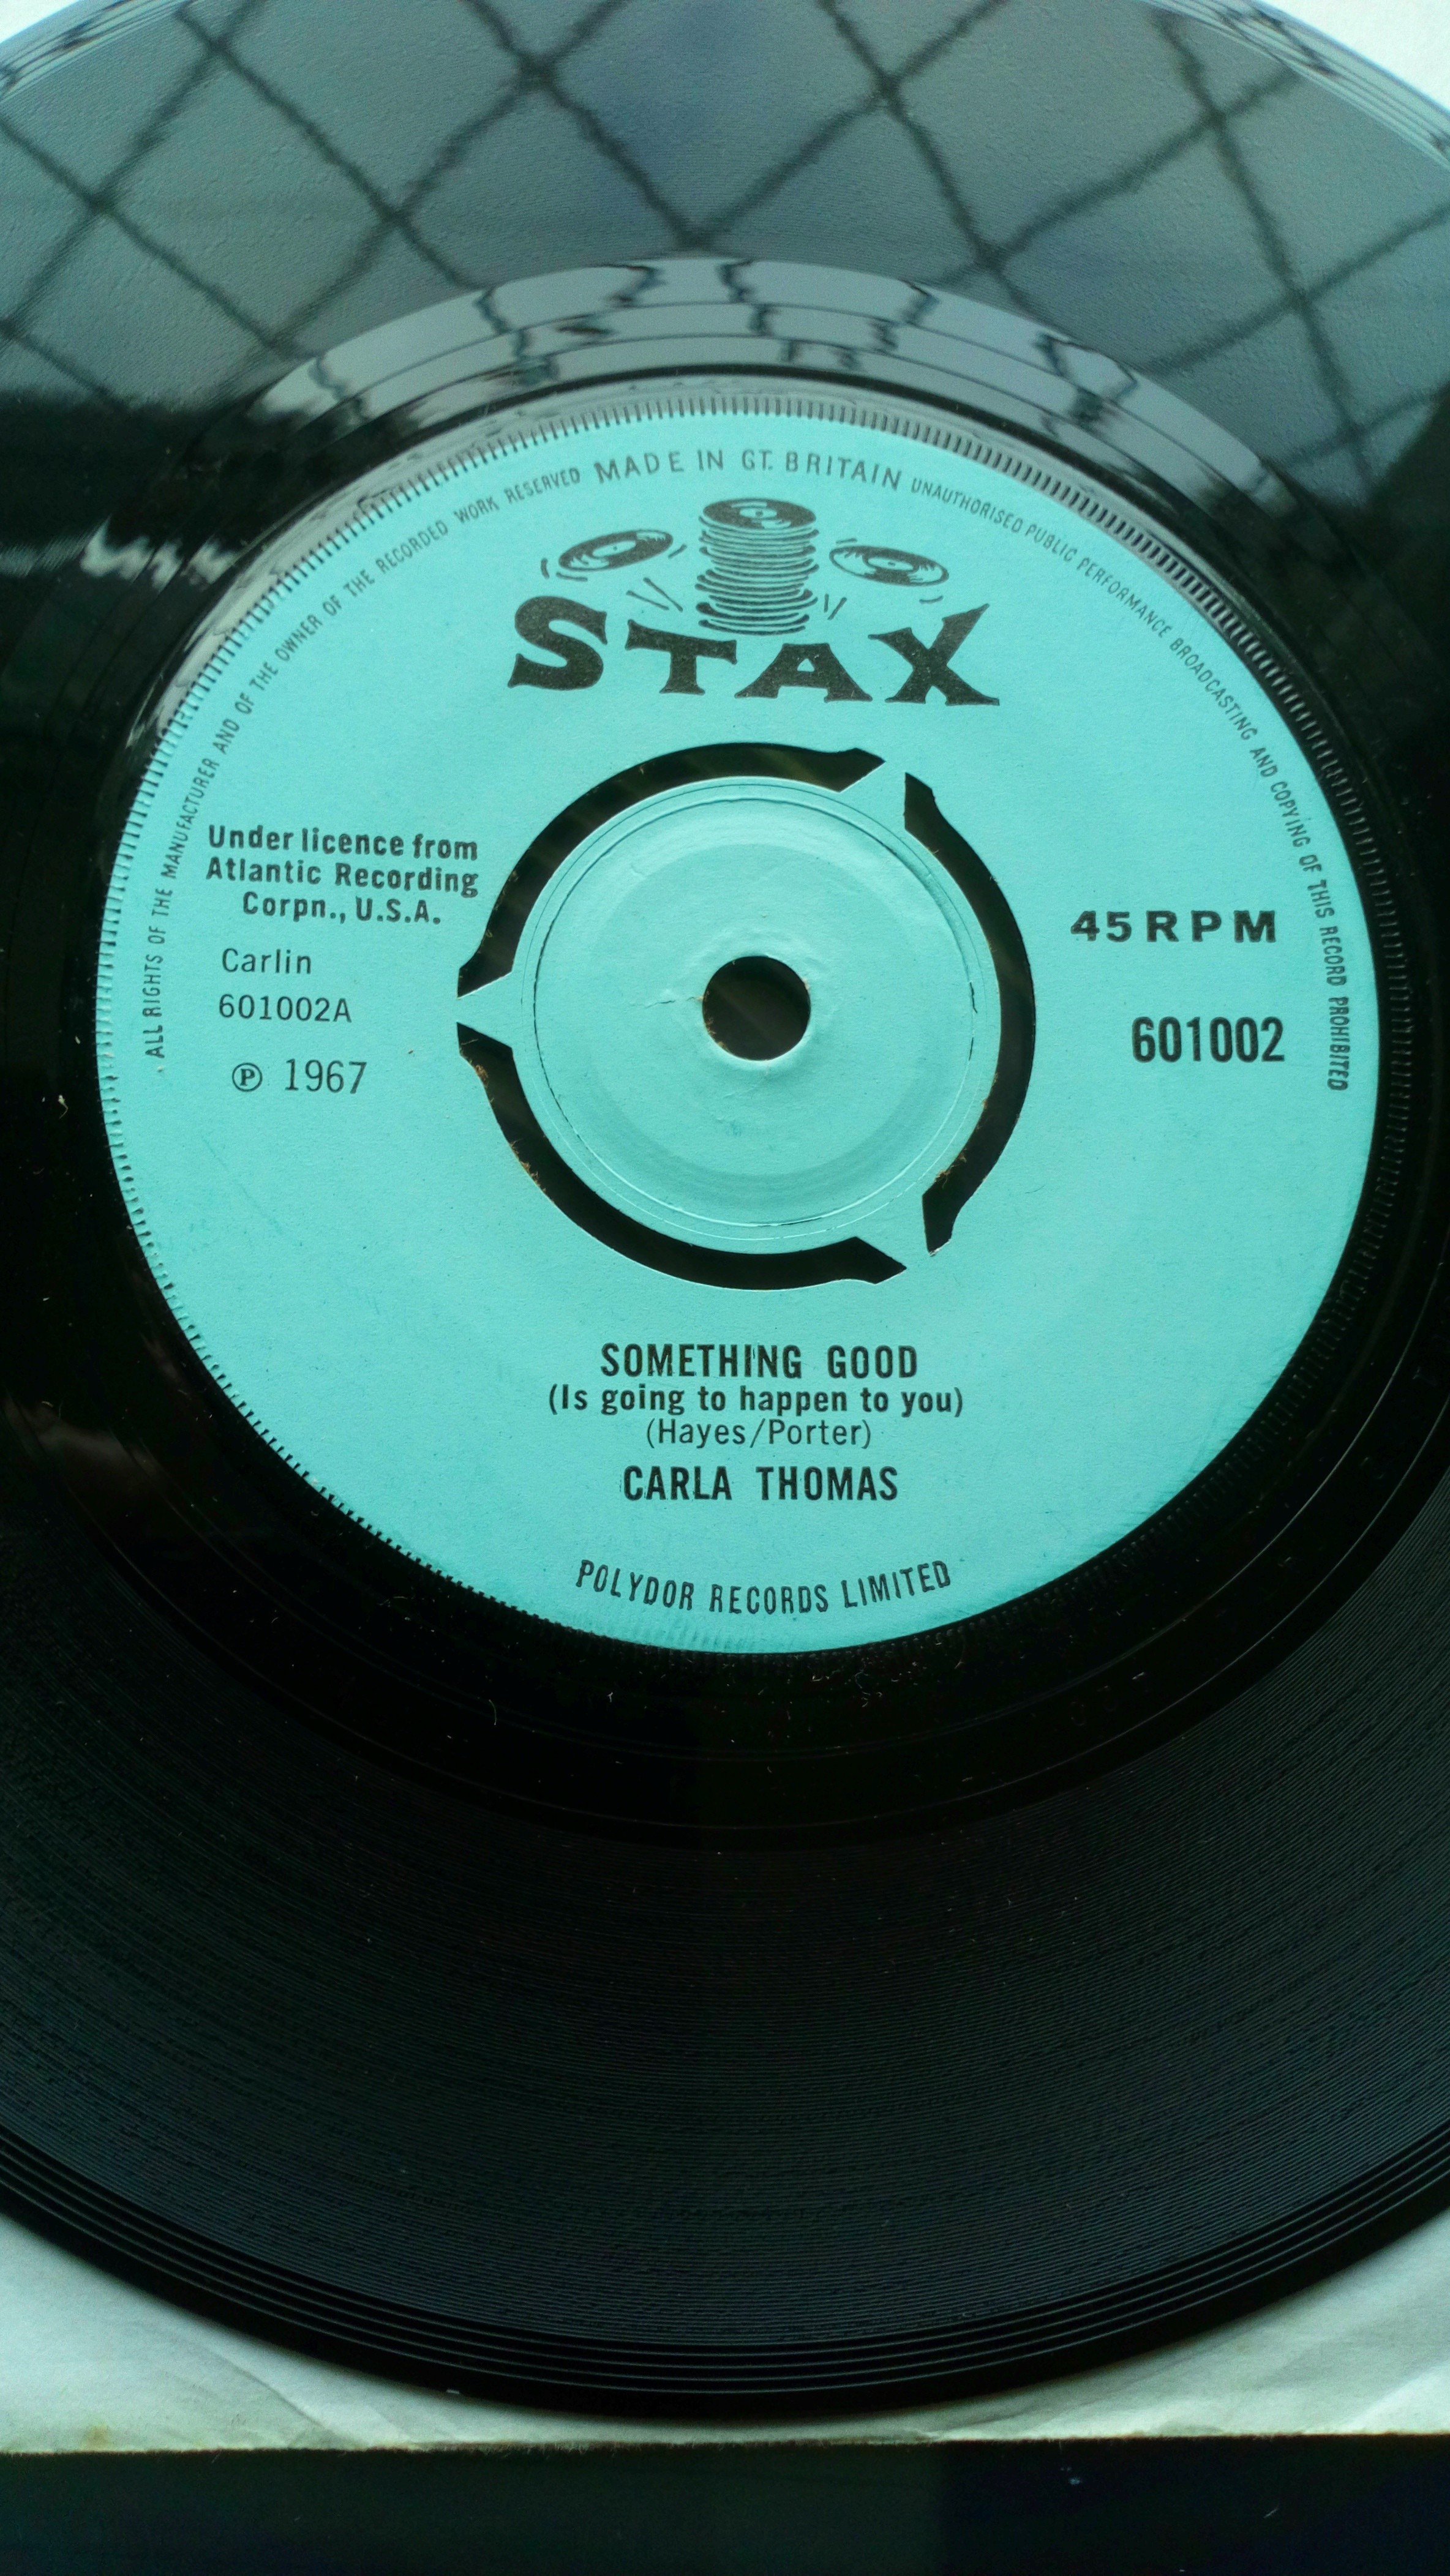 ALL RIGHTS OF THE MANUFACTURER AND OF THE OWNER OF THE RECORDED WORK RESERVED MADE IN GT. BRITAIN UNAUTHORISED PUBLIC PERFORMANCE BROADCASTING AND COPYING OF THIS RECORD PROHIBITED
STAX
Under licence from
Atlantic Recording
Corpn., U.S.A.
Carlin
601002A
℗ 1967
45 RPM
601002
SOMETHING GOOD
(Is going to happen to you)
(Hayes/Porter)
CARLA THOMAS
POLYDOR RECORDS LIMITED